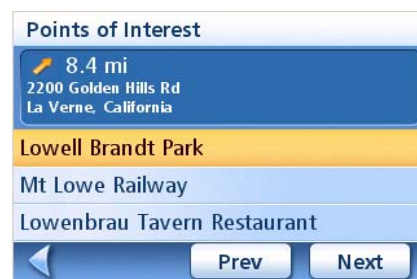 Points of Interest
8.4 mi
2200 Golden Hills Rd
La Verne, California
Lowell Brandt Park
Mt Lowe Railway
Lowenbrau Tavern Restaurant
Prev Next